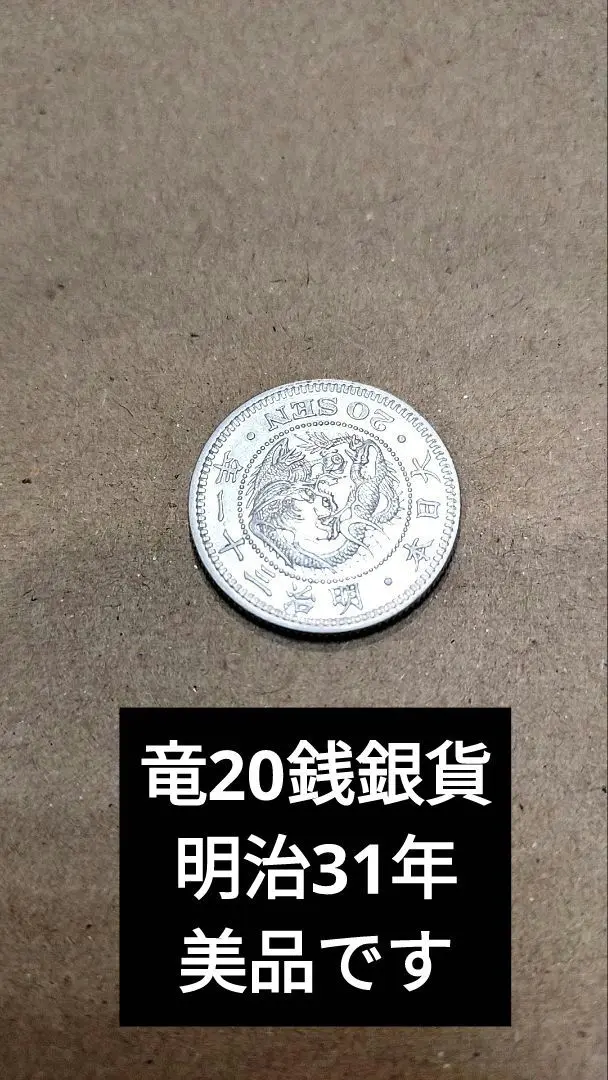 大日本
明治三十一年
20 SEN
竜20銭銀貨
明治31年
美品です